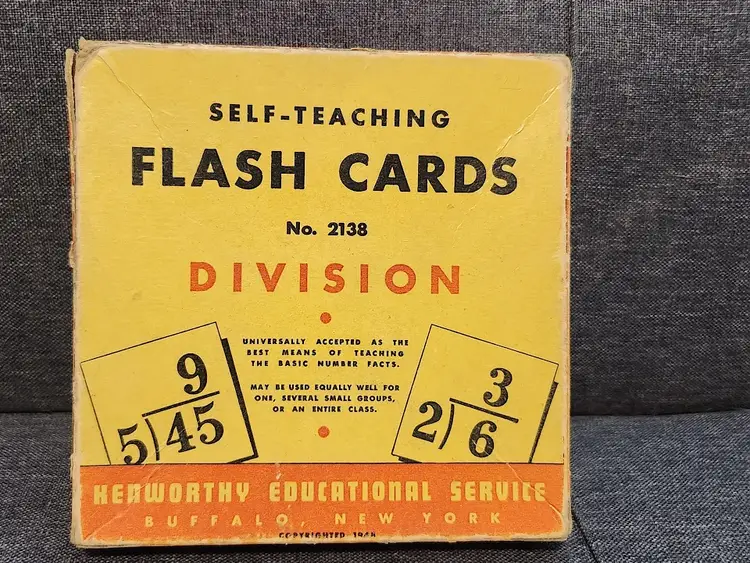 SELF-TEACHING
FLASH CARDS
No. 2138
DIVISION
UNIVERSALLY ACCEPTED AS THE
BEST MEANS OF TEACHING
THE BASIC NUMBER FACTS.
MAY BE USED EQUALLY WELL FOR
ONE, SEVERAL SMALL GROUPS,
OR AN ENTIRE CLASS.
9
5)45
3
2)6
KENWORTHY EDUCATIONAL SERVICE
BUFFALO, NEW YORK
COPYRIGHTED